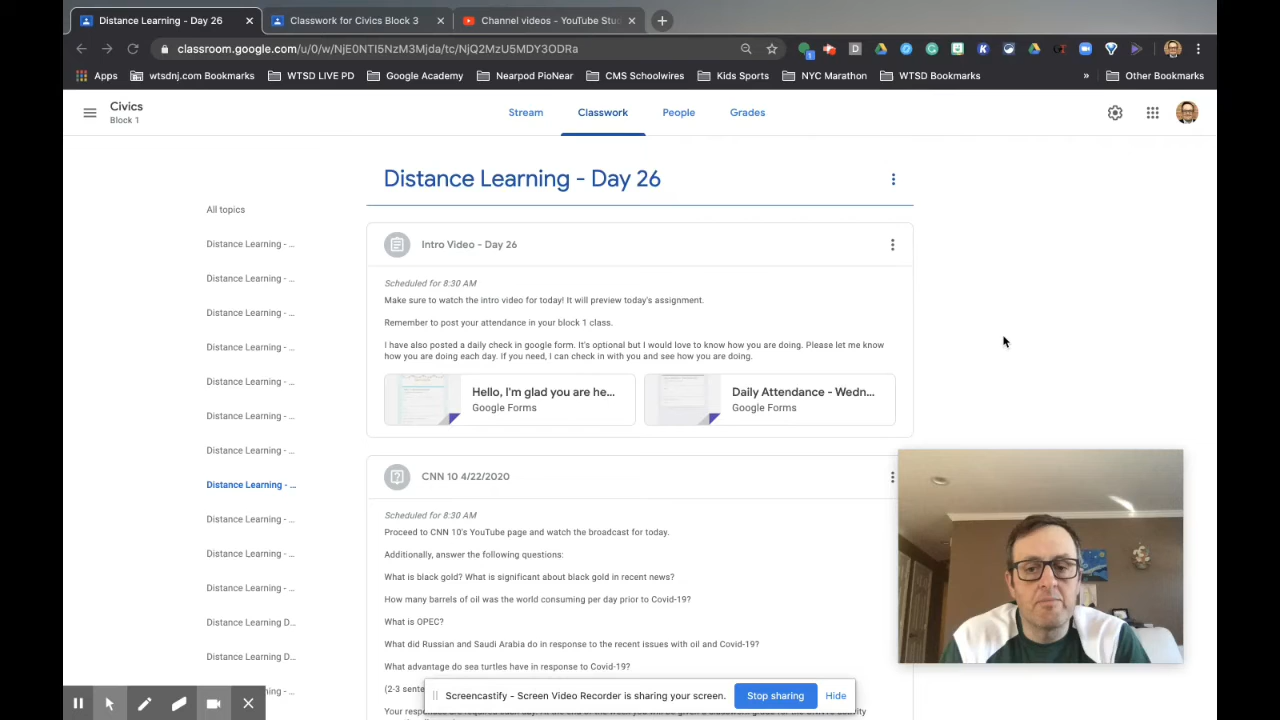 Distance Learning - Day 26
Classwork for Civics Block 3
Channel videos - YouTube Stud
classroom.google.com/u/0/w/NjE0NTI5NzM3Mjda/tc/NjQ2MzU5MDY3ODRa
Apps
wtsdnj.com Bookmarks
WTSD LIVE PD
Google Academy
Nearpod PioNear
CMS Schoolwires
Kids Sports
NYC Marathon
WTSD Bookmarks
»
Other Bookmarks
Civics
Block 1
Stream
Classwork
People
Grades
Distance Learning - Day 26
All topics
Distance Learning - ...
Distance Learning - ...
Distance Learning - ...
Distance Learning - ...
Distance Learning - ...
Distance Learning - ...
Distance Learning - ...
Distance Learning - ...
Distance Learning - ...
Distance Learning - ...
Distance Learning - ...
Distance Learning D...
Distance Learning D...
ning - ...
Intro Video - Day 26
Scheduled for 8:30 AM
Make sure to watch the intro video for today! It will preview today's assignment.
Remember to post your attendance in your block 1 class.
I have also posted a daily check in google form. It's optional but I would love to know how you are doing. Please let me know
how you are doing each day. If you need, I can check in with you and see how you are doing.
Hello, I'm glad you are he...
Google Forms
Daily Attendance - Wedn...
Google Forms
CNN 10 4/22/2020
Scheduled for 8:30 AM
Proceed to CNN 10's YouTube page and watch the broadcast for today.
Additionally, answer the following questions:
What is black gold? What is significant about black gold in recent news?
How many barrels of oil was the world consuming per day prior to Covid-19?
What is OPEC?
What did Russian and Saudi Arabia do in response to the recent issues with oil and Covid-19?
What advantage do sea turtles have in response to Covid-19?
(2-3 sente
Your responses
Screencastify - Screen Video Recorder is sharing your screen.
Stop sharing
Hide